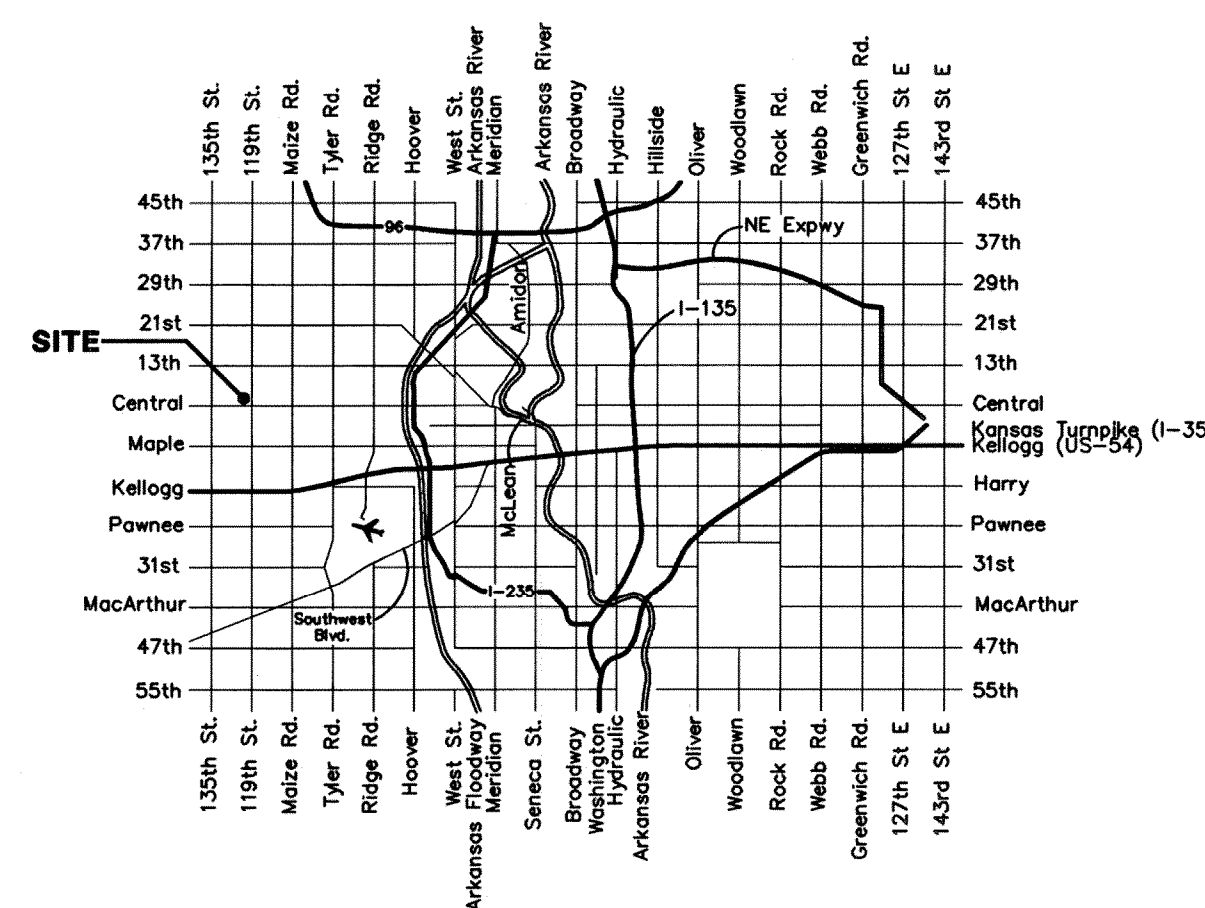 135th St.
119th St.
Maize Rd.
Tyler Rd.
Ridge Rd.
Hoover
West St.
Arkansas River
Meridian
Arkansas River
Broadway
Hydraulic
Hillside
Oliver
Woodlawn
Rock Rd.
Webb Rd.
Greenwich Rd.
127th St E
143rd St E
45th
45th
96
NE Expwy
37th
37th
29th
29th
Amidon
I-135
21st
21st
SITE
13th
13th
Central
Central
Kansas Turnpike (I-35
Maple
Kellogg (US-54)
Kellogg
Harry
McLean
Pawnee
Pawnee
31st
31st
I-235
MacArthur
MacArthur
Southwest
Blvd.
47th
47th
55th
55th
135th St.
119th St.
Maize Rd.
Tyler Rd.
Ridge Rd.
Hoover
West St.
Arkansas Floodway
Meridian
Seneca St.
Broadway
Washington
Hydraulic
Arkansas River
Oliver
Woodlawn
Rock Rd.
Webb Rd.
Greenwich Rd.
127th St E
143rd St E